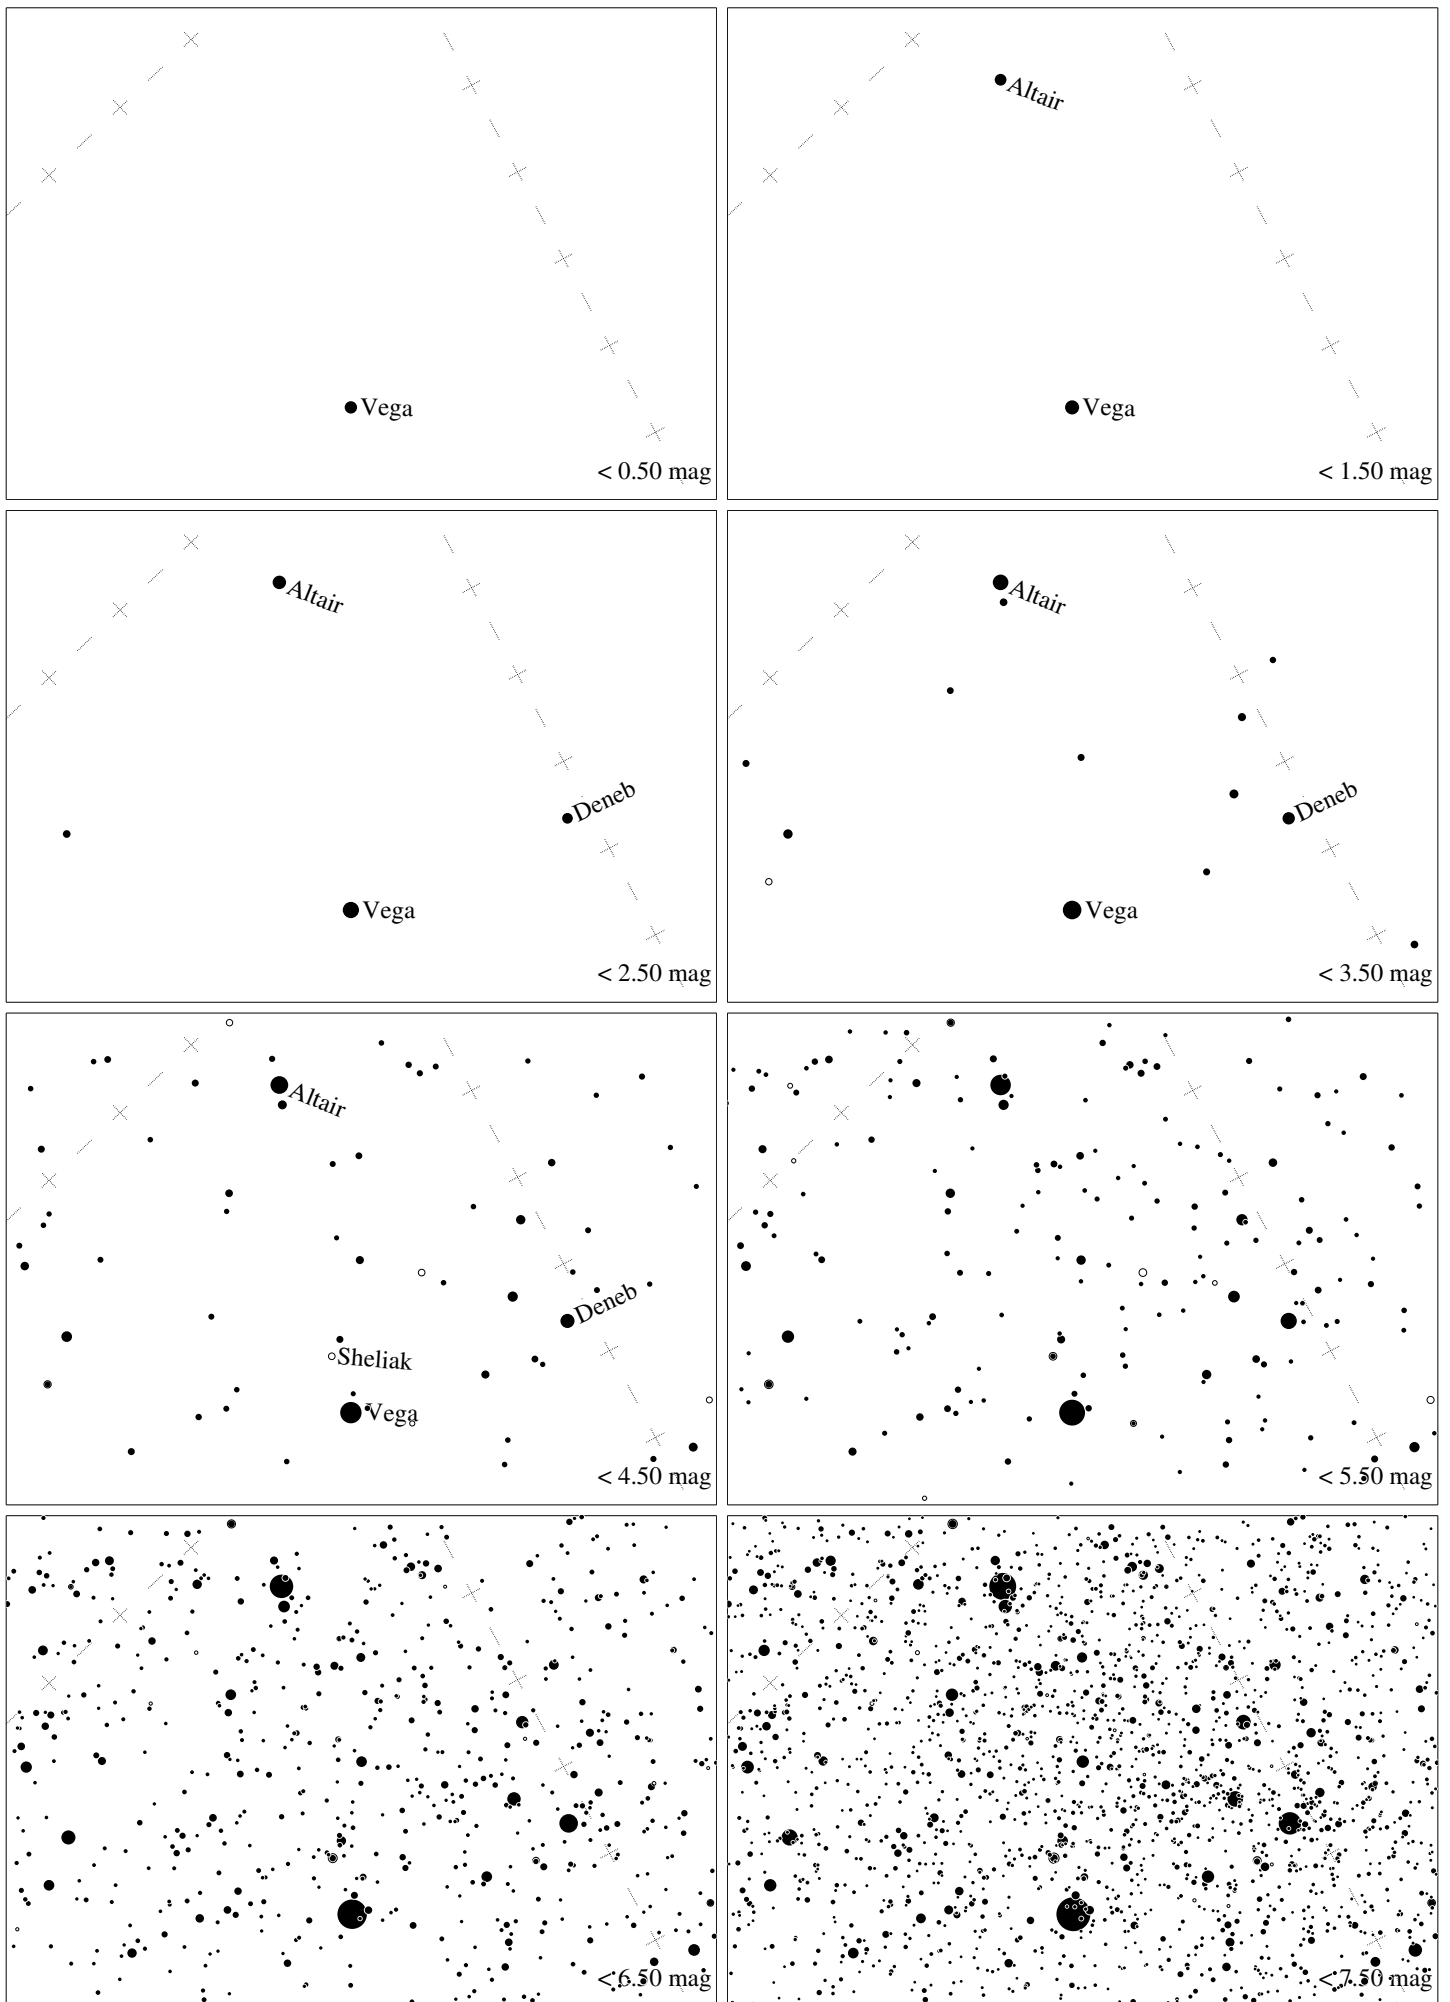 Vega
< 0.50 mag
Altair
Vega
< 1.50 mag
Altair
Deneb
Vega
< 2.50 mag
Altair
Deneb
Vega
< 3.50 mag
Altair
Deneb
Sheliak
Vega
< 4.50 mag
< 5.50 mag
< 6.50 mag
< 7.50 mag